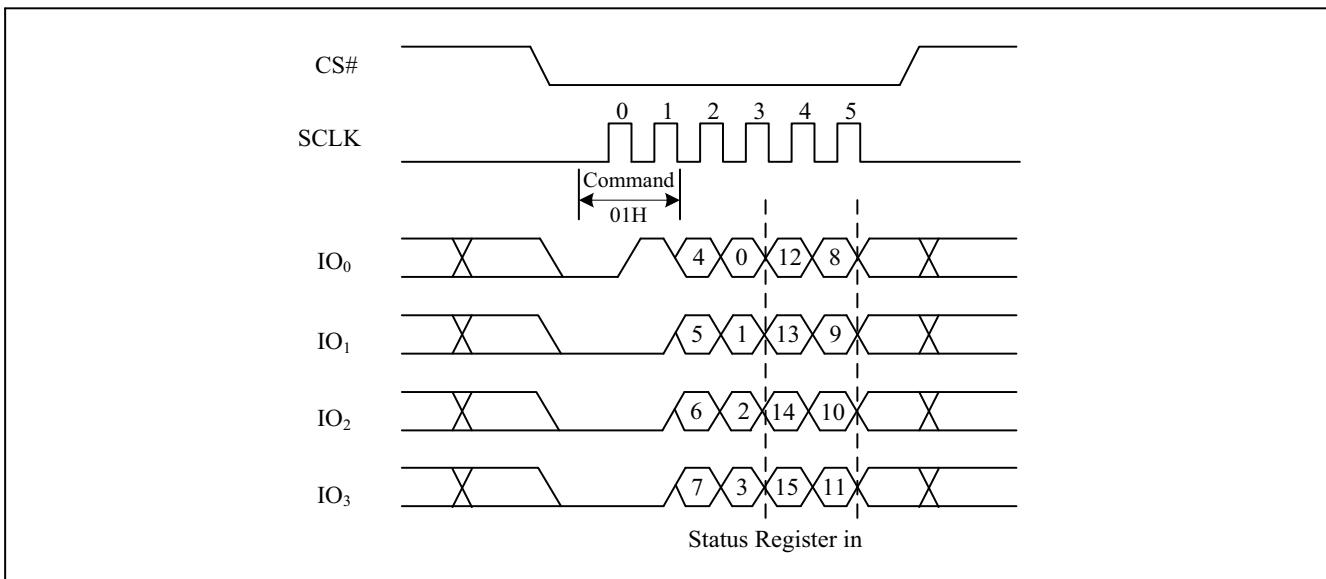 CS#
0 1 2 3 4 5
SCLK
Command
01H
IO0 4 0 12 8
IO1 5 1 13 9
IO2 6 2 14 10
IO3 7 3 15 11
Status Register in